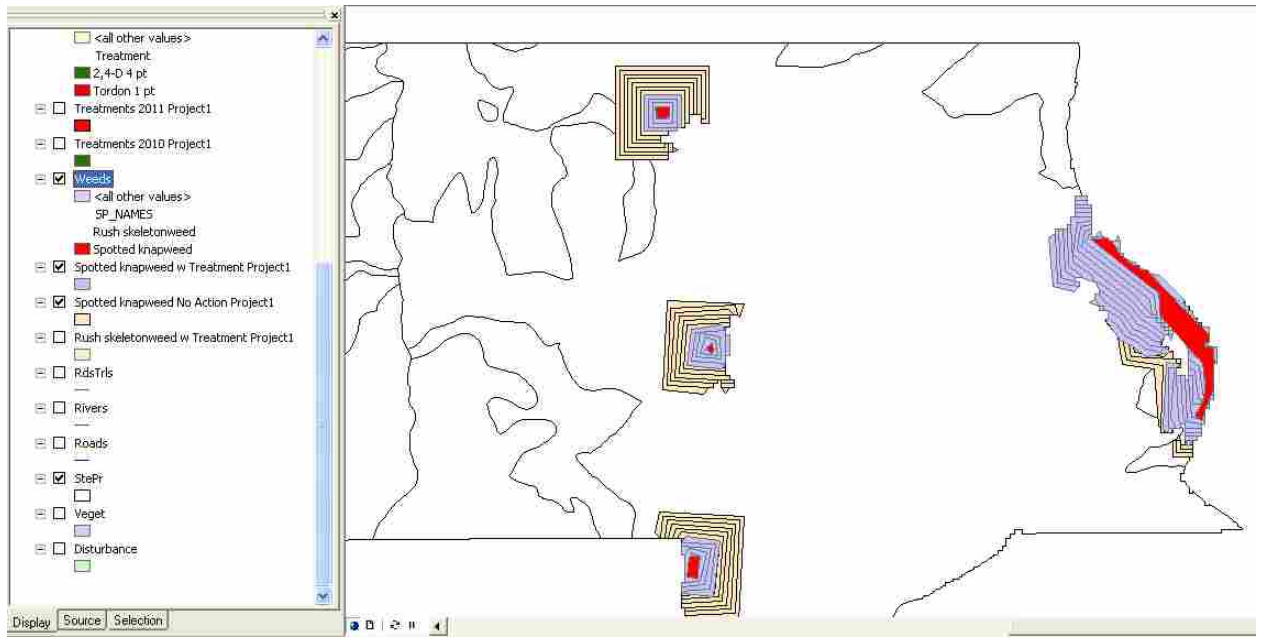 <all other values>
Treatment
2,4-D 4 pt
Tordon 1 pt
Treatments 2011 Project1
Treatments 2010 Project1
Weeds
<all other values>
SP_NAMES
Rush skeletonweed
Spotted knapweed
Spotted knapweed w Treatment Project1
Spotted knapweed No Action Project1
Rush skeletonweed w Treatment Project1
RdsTrls
Rivers
Roads
StePr
Veget
Disturbance
Display Source Selection